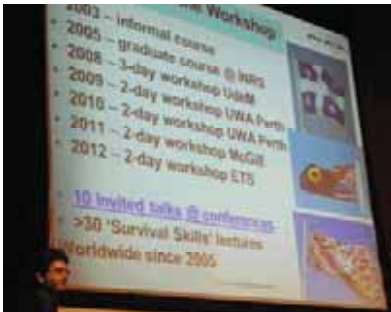 Workshop
2003 – informal course
2005 – graduate course @ INRS
2008 – 3-day workshop UdeM
2009 – 2-day workshop UWA Perth
2010 – 2-day workshop UWA Perth
2011 – 2-day workshop McGill
2012 – 2-day workshop ETS
10 Invited talks @ conferences
>30 'Survival Skills' lectures
Worldwide since 2005